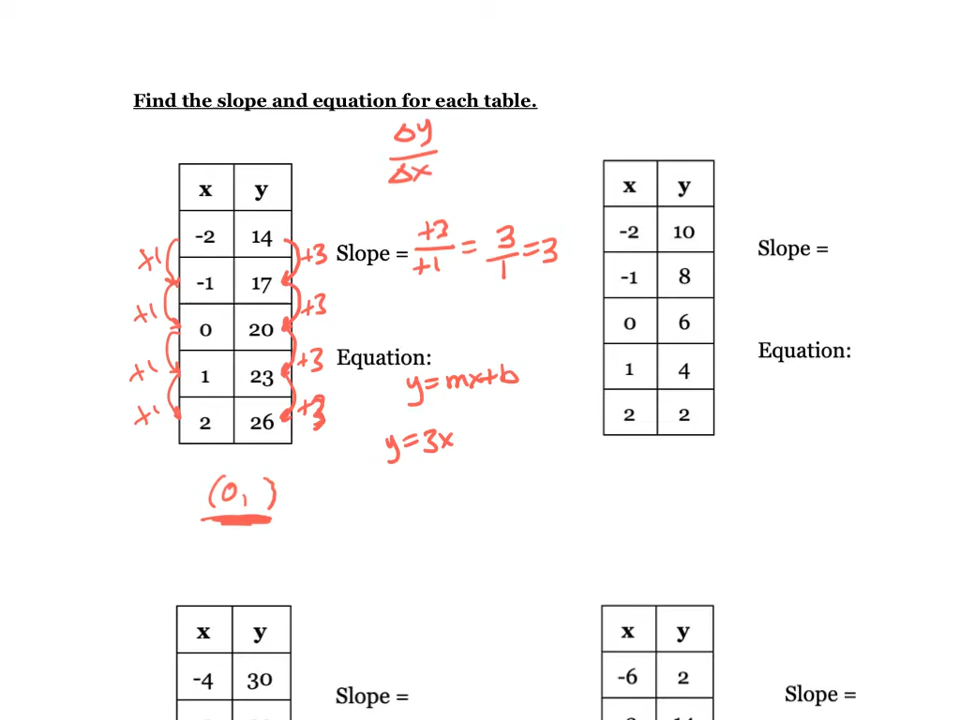 Find the slope and equation for each table.
Δy
Δx
x y
-2 14
-1 17
0 20
1 23
2 26
+1
+1
+1
+1
+3
+3
+3
+3
Slope = +3/+1 = 3/1 = 3
Equation:
y=mx+b
y=3x
(0, )
x y
-2 10
-1 8
0 6
1 4
2 2
Slope =
Equation:
x y
-4 30
Slope =
x y
-6 2
Slope =